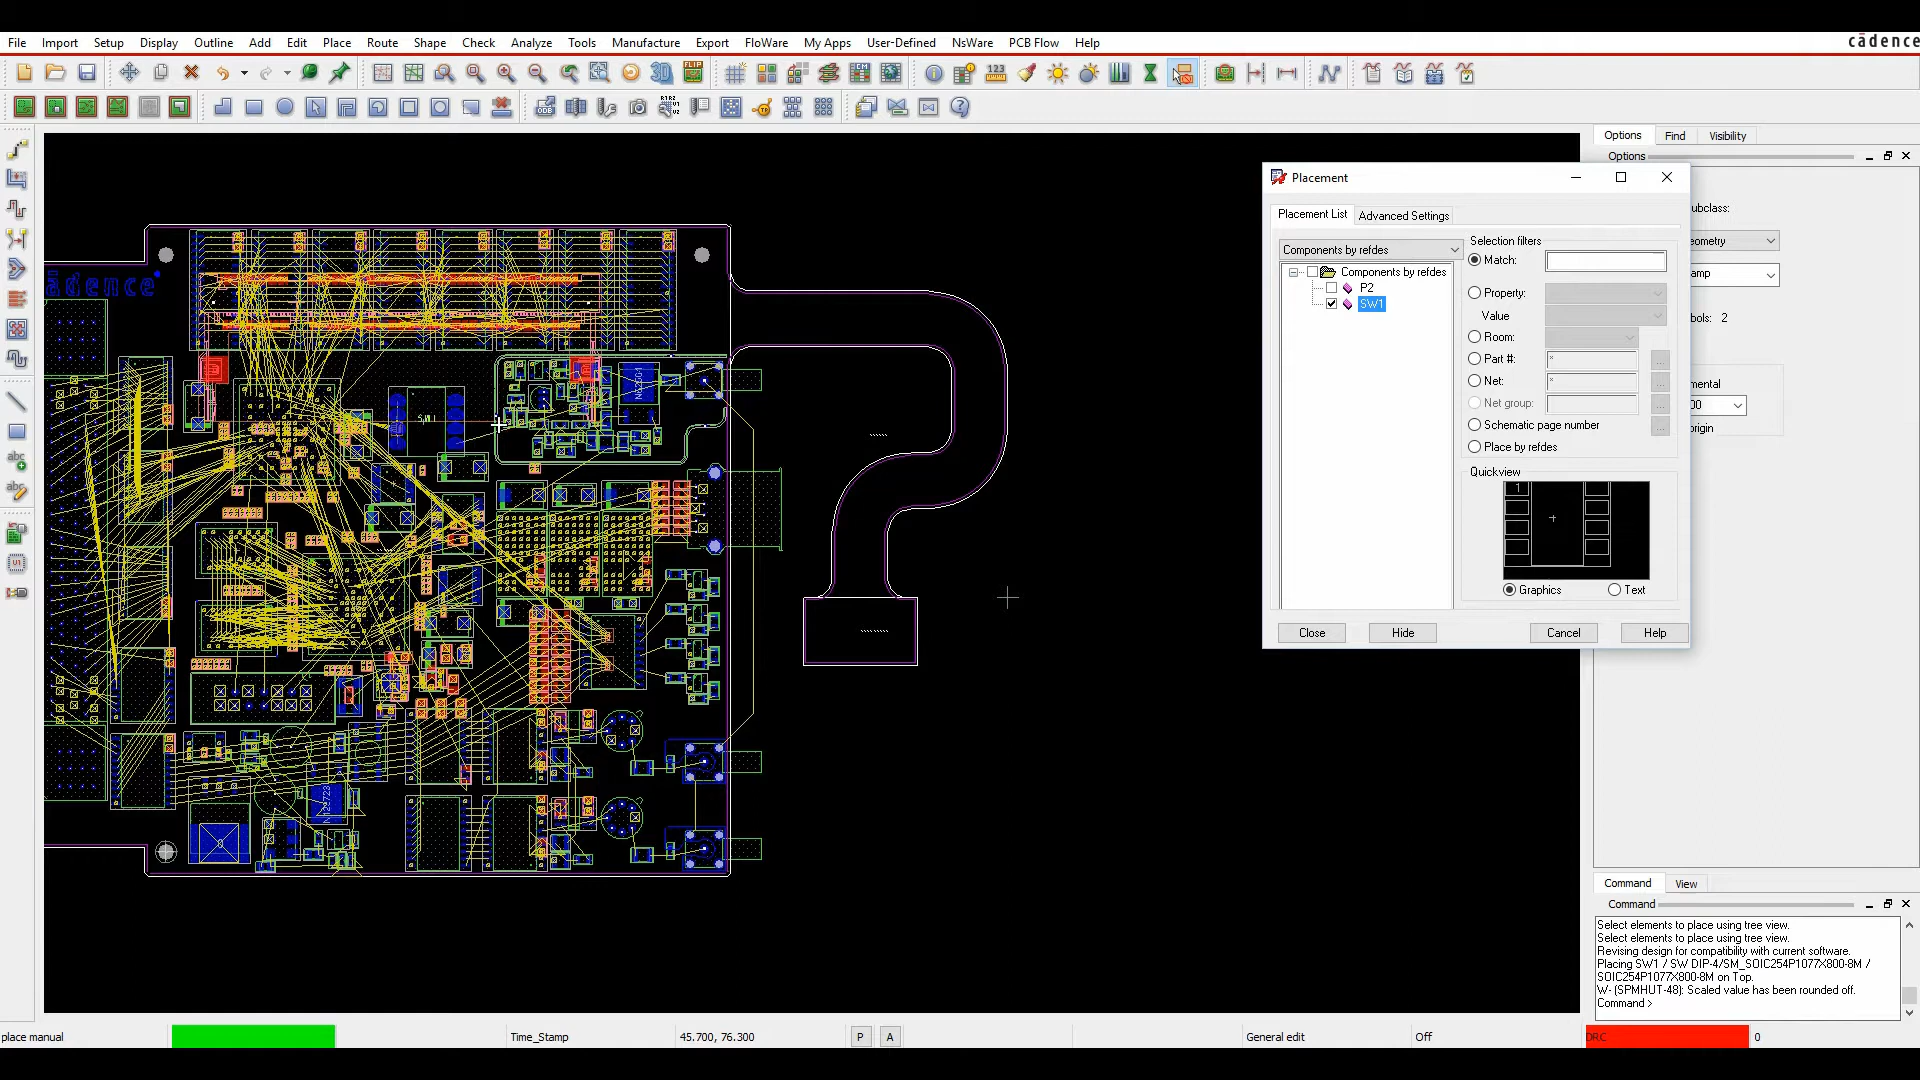 File Import Setup Display Outline Add Edit Place Route Shape Check Analyze Tools Manufacture Export FloWare My Apps User-Defined NsWare PCB Flow Help
cādence
Options Find Visibility
Options
Placement
Placement List Advanced Settings
Components by refdes
Components by refdes
P2
SW1
Selection filters
Match:
Property:
Value
Room:
Part #: *
Net: *
Net group:
Schematic page number
Place by refdes
Quickview
1
Graphics Text
Close Hide Cancel Help
ubclass:
eometry
amp
bols: 2
mental
00
origin
ādence
SW1
Command View
Command
Select elements to place using tree view.
Select elements to place using tree view.
Revising design for compatibility with current software.
Placing SW1 / SW DIP-4/SM_SOIC254P1077X800-8M /
SOIC254P1077X800-8M on Top.
W- (SPMHUT-48): Scaled value has been rounded off.
Command >
place manual Time_Stamp 45.700, 76.300 P A General edit Off DRC 0